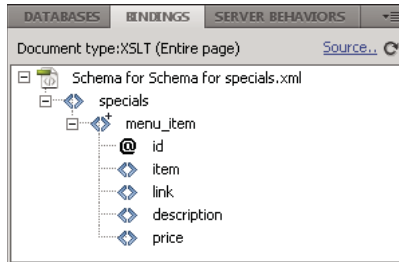 DATABASES BINDINGS SERVER BEHAVIORS
Document type:XSLT (Entire page) Source..
Schema for Schema for specials.xml
specials
menu_item
@ id
item
link
description
price